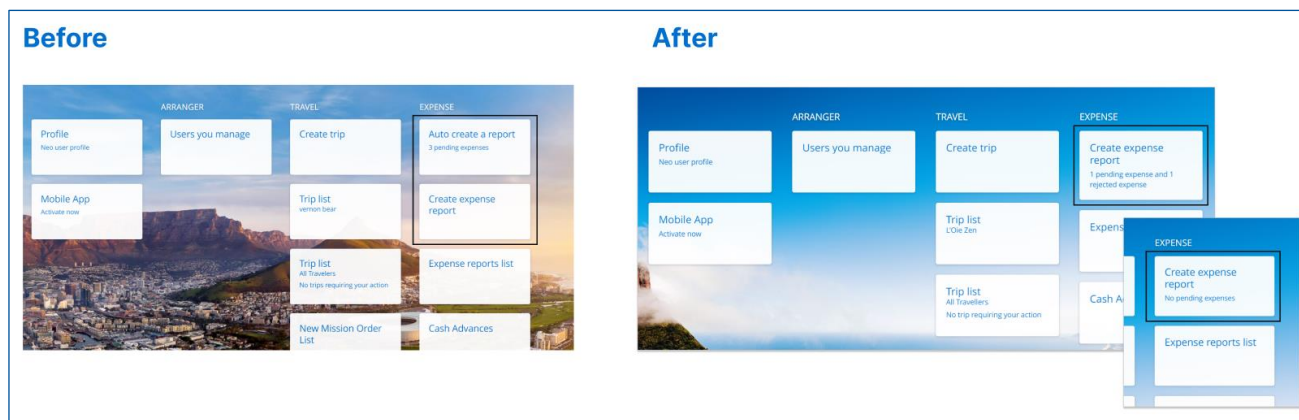 Before
ARRANGER
TRAVEL
EXPENSE
Profile
Neo user profile
Users you manage
Create trip
Auto create a report
3 pending expenses
Mobile App
Activate now
Trip list
vernon bear
Create expense
report
Trip list
All Travelers
No trips requiring your action
Expense reports list
New Mission Order
List
Cash Advances
After
ARRANGER
TRAVEL
EXPENSE
Profile
Neo user profile
Users you manage
Create trip
Create expense
report
1 pending expense and 1
rejected expense
Mobile App
Activate now
Trip list
L'Oie Zen
Expens
Trip list
All Travellers
No trip requiring your action
Cash A
EXPENSE
Create expense
report
No pending expenses
Expense reports list